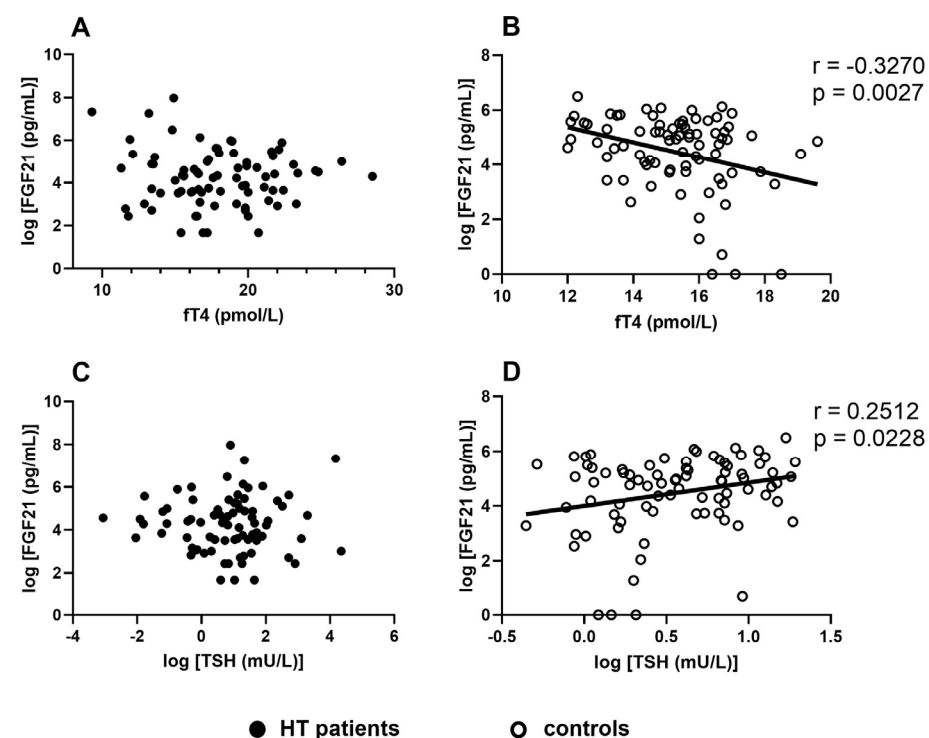 A
log [FGF21 (pg/mL)]
10
8
6
4
2
0
10
20
30
fT4 (pmol/L)
B
log [FGF21 (pg/mL)]
8
6
4
2
0
10
12
14
16
18
20
fT4 (pmol/L)
r = -0.3270
p = 0.0027
C
log [FGF21 (pg/mL)]
10
8
6
4
2
0
-4
-2
0
2
4
6
log [TSH (mU/L)]
D
log [FGF21 (pg/mL)]
8
6
4
2
0
-0.5
0.0
0.5
1.0
1.5
log [TSH (mU/L)]
r = 0.2512
p = 0.0228
HT patients
controls